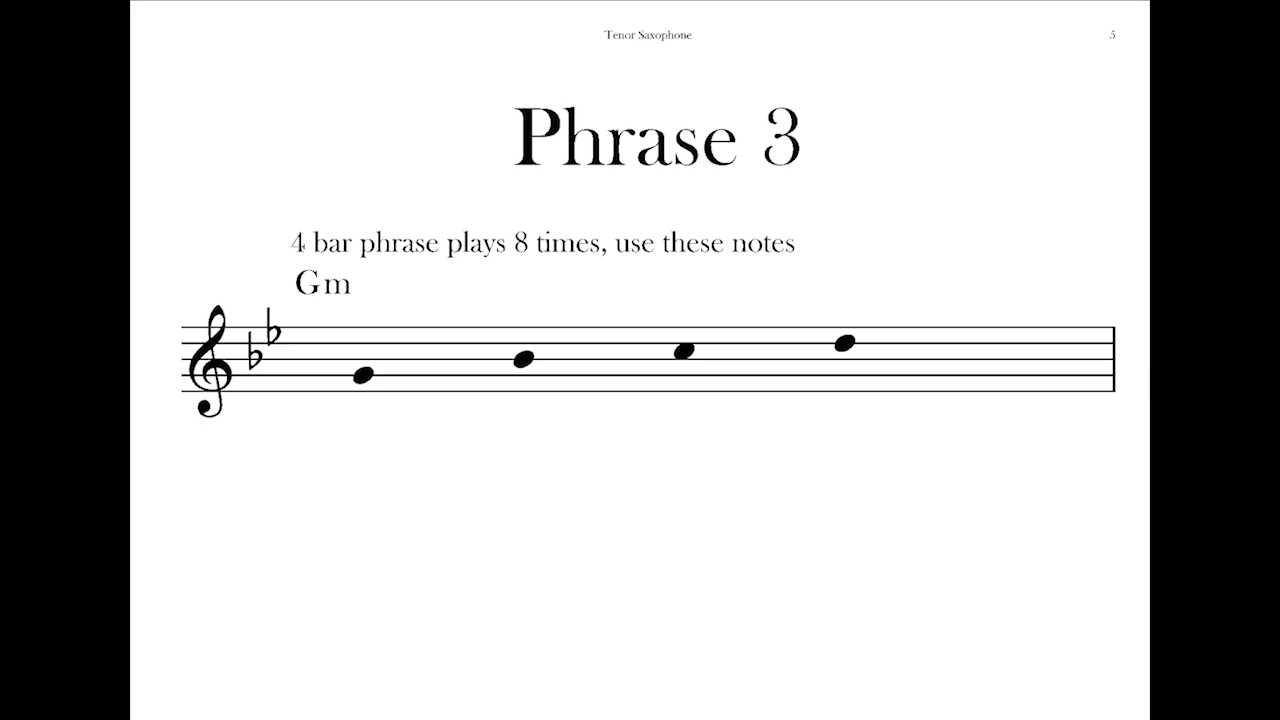 Tenor Saxophone 5
Phrase 3
4 bar phrase plays 8 times, use these notes
Gm